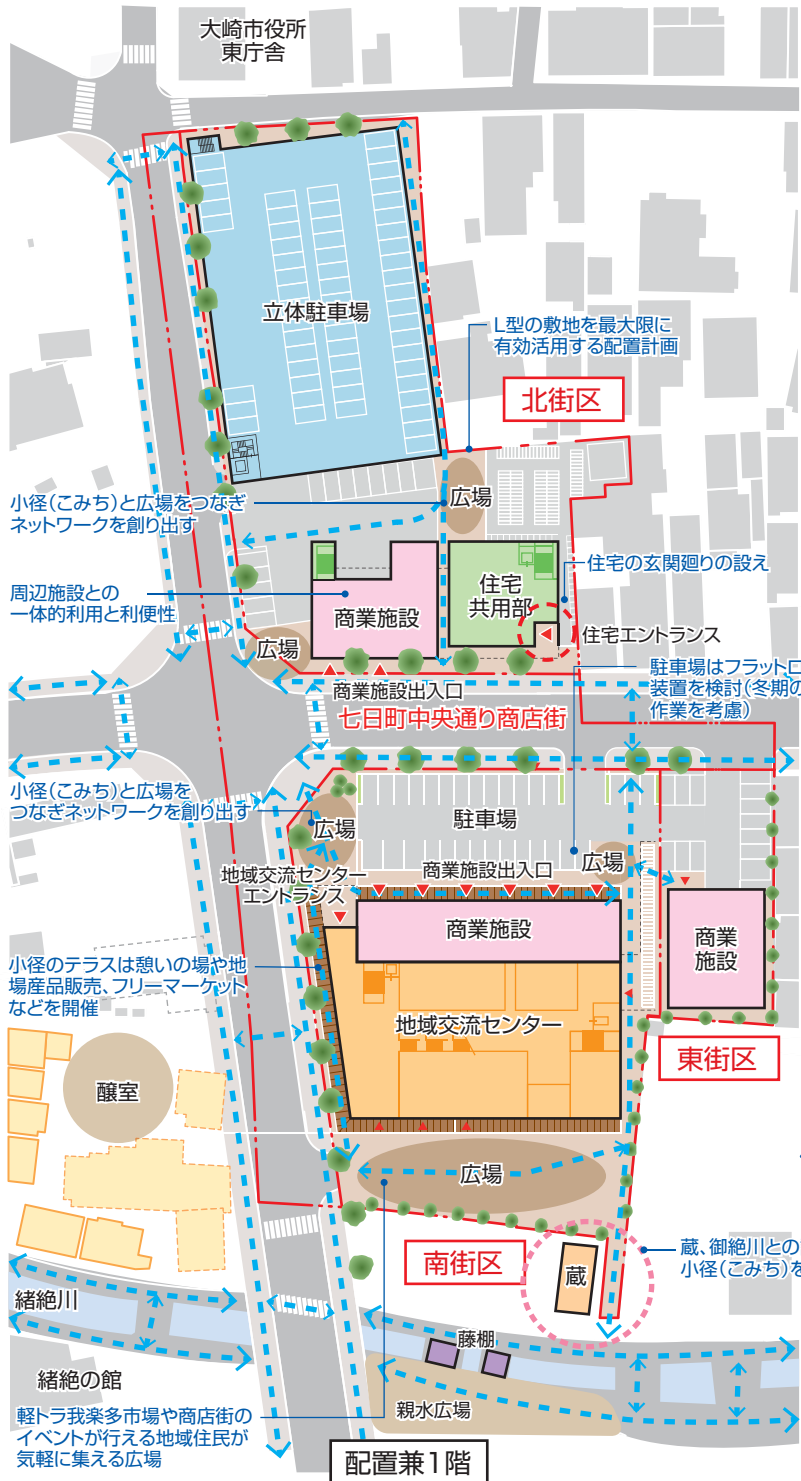 大崎市役所
東庁舎
立体駐車場
L型の敷地を最大限に
有効活用する配置計画
北街区
小径(こみち)と広場をつなぎ
ネットワークを創り出す
広場
周辺施設との
一体的利用と利便性
商業施設
住宅
共用部
住宅の玄関廻りの設え
住宅エントランス
広場
商業施設出入口
七日町中央通り商店街
駐車場はフラットロ
装置を検討(冬期の
作業を考慮)
小径(こみち)と広場を
つなぎネットワークを創り出す
広場
駐車場
地域交流センター
エントランス
商業施設出入口
広場
商業施設
商業
施設
小径のテラスは憩いの場や地
場産品販売、フリーマーケット
などを開催
地域交流センター
東街区
醸室
広場
南街区
蔵
蔵、御絶川との
小径(こみち)を
緒絶川
藤棚
緒絶の館
親水広場
軽トラ我楽多市場や商店街の
イベントが行える地域住民が
気軽に集える広場
配置兼1階